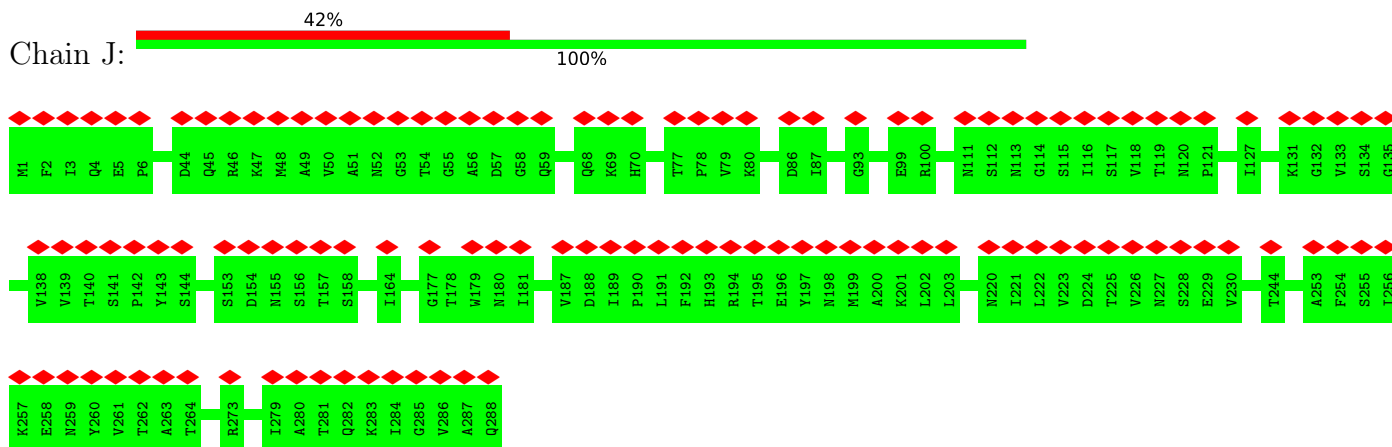 42%
Chain J:
100%
M1 F2 I3 Q4 E5 P6 D44 Q45 R46 K47 M48 A49 V50 A51 N52 G53 T54 G55 A56 D57 G58 Q59 Q68 K69 H70 T77 P78 V79 K80 D86 I87 G93 E99 R100 N111 S112 N113 G114 S115 I116 S117 V118 T119 N120 P121 I127 K131 G132 V133 S134 G135
V138 V139 T140 S141 P142 Y143 S144 S153 D154 N155 S156 T157 S158 I164 G177 T178 W179 N180 I181 V187 D188 I189 P190 L191 F192 H193 R194 T195 E196 Y197 N198 M199 A200 K201 L202 L203 N220 I221 L222 V223 D224 T225 V226 N227 S228 E229 V230 T244 A253 F254 S255 I256
K257 E258 N259 Y260 V261 T262 A263 T264 R273 I279 A280 T281 Q282 K283 I284 G285 V286 A287 Q288